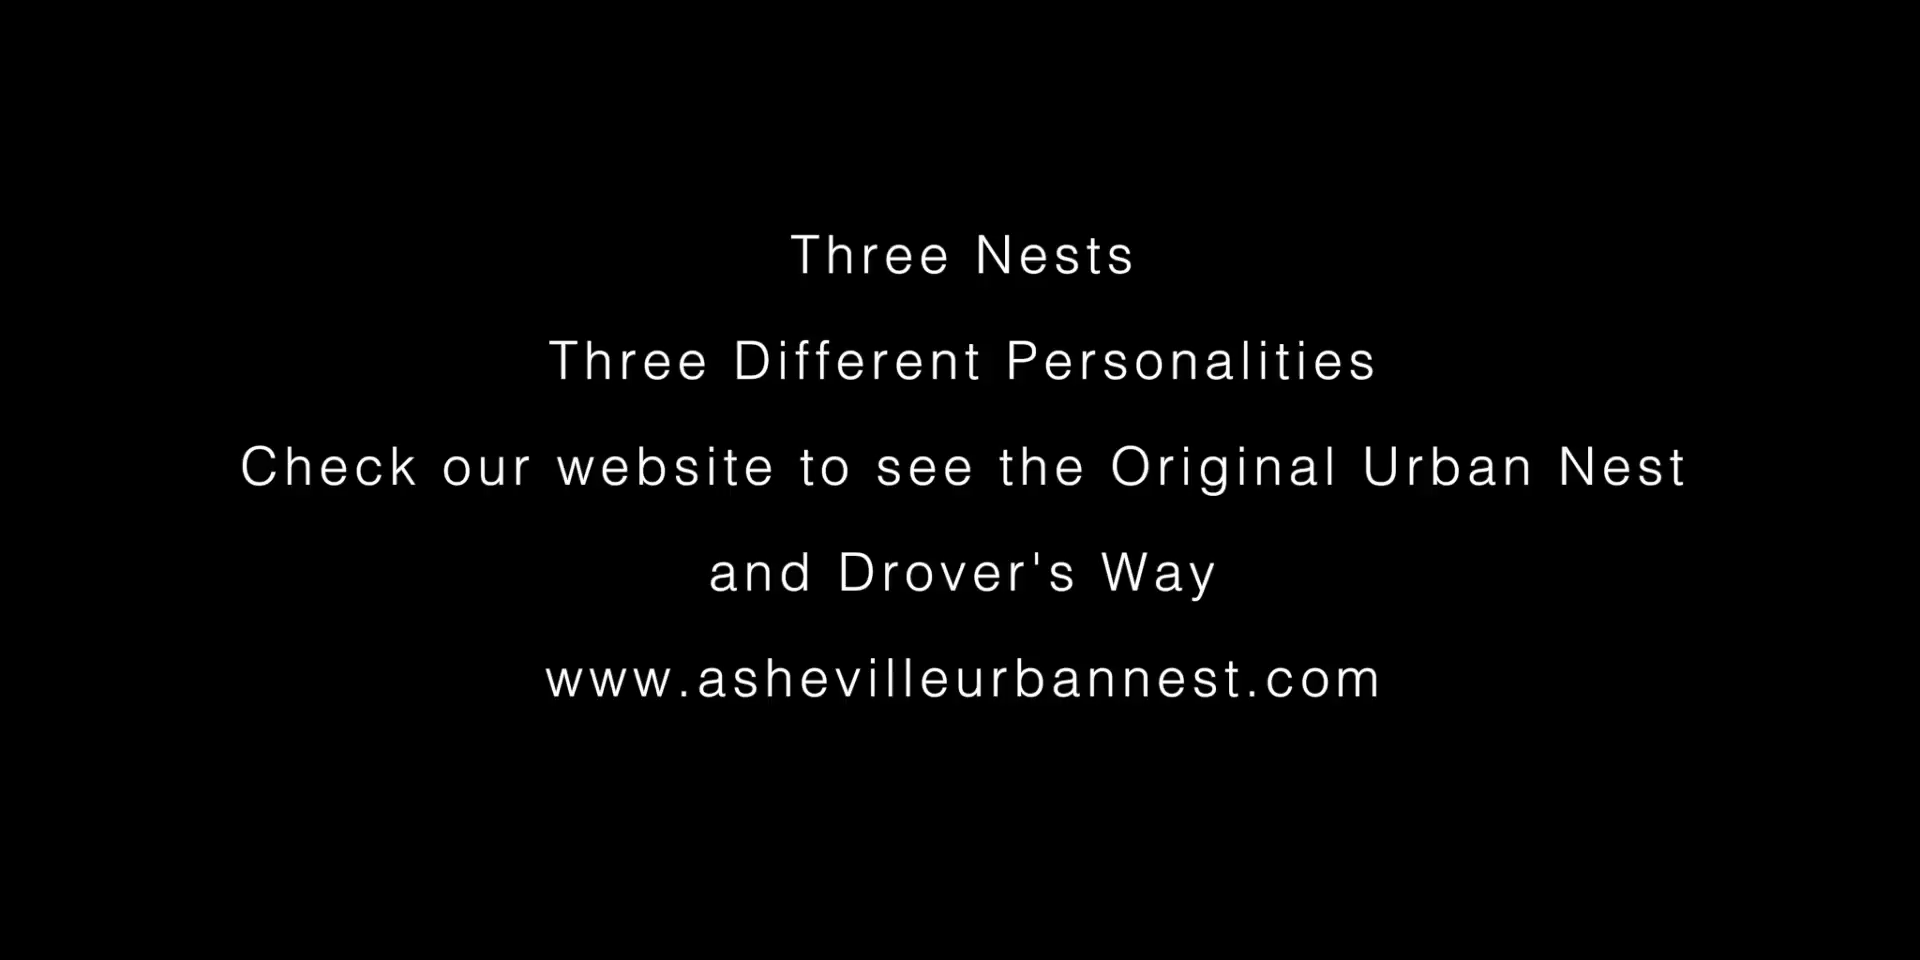 Three Nests
Three Different Personalities
Check our website to see the Original Urban Nest
and Drover's Way
www.ashevilleurbannest.com